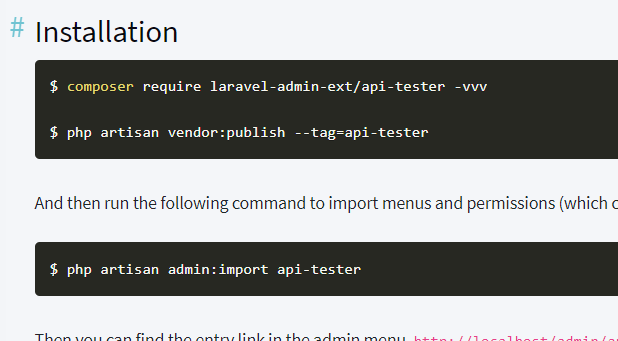 # Installation
$ composer require laravel-admin-ext/api-tester -vvv
$ php artisan vendor:publish --tag=api-tester
And then run the following command to import menus and permissions (which
$ php artisan admin:import api-tester
Then you can find the entry link in the admin menu, http://localhost/admin/